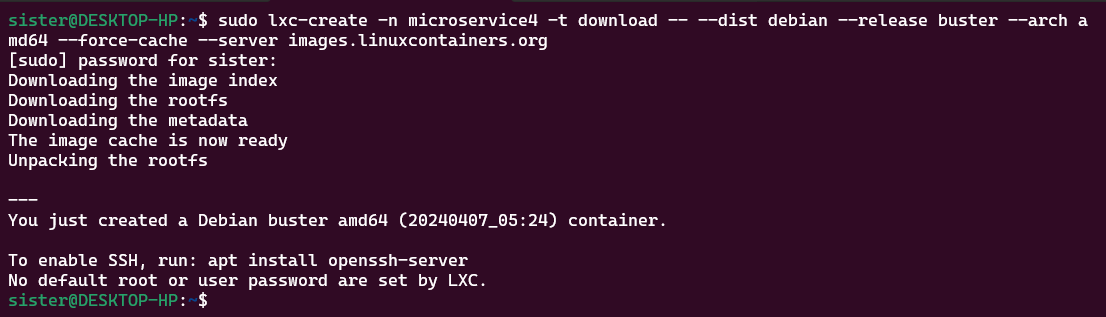 sister@DESKTOP-HP:~$ sudo lxc-create -n microservice4 -t download -- --dist debian --release buster --arch a
md64 --force-cache --server images.linuxcontainers.org
[sudo] password for sister:
Downloading the image index
Downloading the rootfs
Downloading the metadata
The image cache is now ready
Unpacking the rootfs
---
You just created a Debian buster amd64 (20240407_05:24) container.
To enable SSH, run: apt install openssh-server
No default root or user password are set by LXC.
sister@DESKTOP-HP:~$